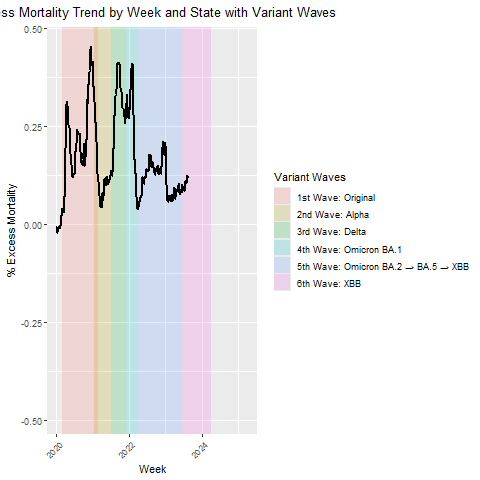 ess Mortality Trend by Week and State with Variant Waves
0.50
0.25
0.00
-0.25
-0.50
% Excess Mortality
2020
2022
2024
Week
Variant Waves
1st Wave: Original
2nd Wave: Alpha
3rd Wave: Delta
4th Wave: Omicron BA.1
5th Wave: Omicron BA.2 → BA.5 → XBB
6th Wave: XBB